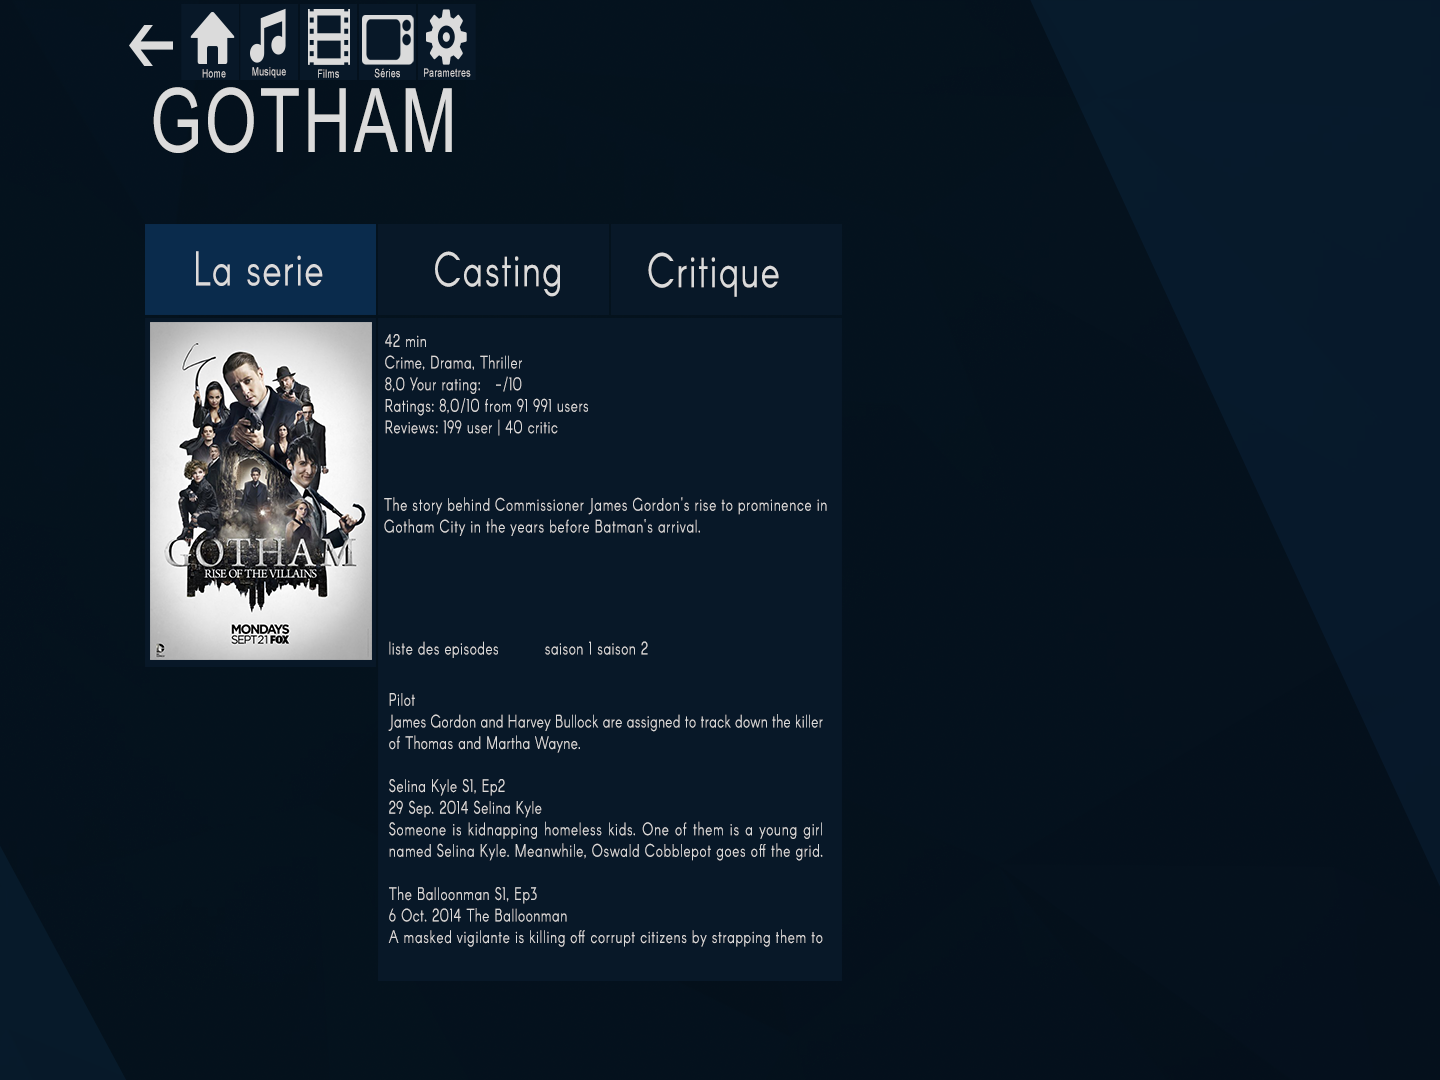 Home
Musique
Films
Séries
Parametres
GOTHAM
La serie
Casting
Critique
GOTHAM
RISE OF THE VILLAINS
MONDAYS
SEPT 21 FOX
42 min
Crime, Drama, Thriller
8,0 Your rating: -/10
Ratings: 8,0/10 from 91 991 users
Reviews: 199 user | 40 critic
The story behind Commissioner James Gordon's rise to prominence in
Gotham City in the years before Batman's arrival.
liste des episodes saison 1 saison 2
Pilot
James Gordon and Harvey Bullock are assigned to track down the killer
of Thomas and Martha Wayne.
Selina Kyle S1, Ep2
29 Sep. 2014 Selina Kyle
Someone is kidnapping homeless kids. One of them is a young girl
named Selina Kyle. Meanwhile, Oswald Cobblepot goes off the grid.
The Balloonman S1, Ep3
6 Oct. 2014 The Balloonman
A masked vigilante is killing off corrupt citizens by strapping them to